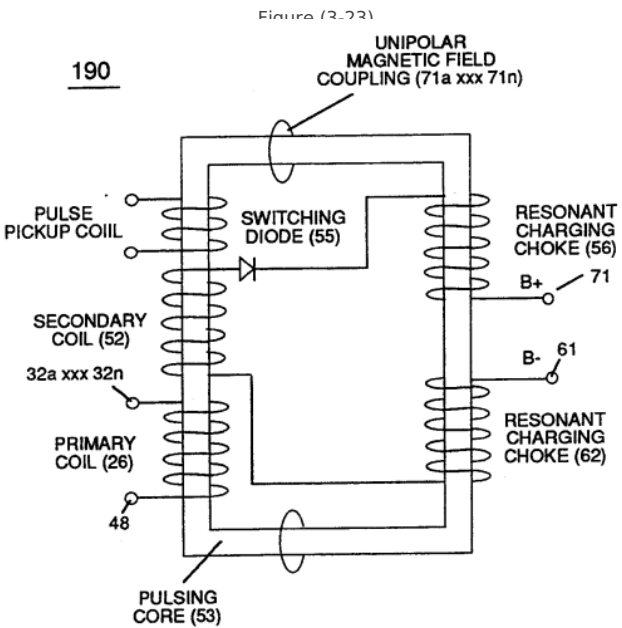 Figure (3-23)
190
UNIPOLAR
MAGNETIC FIELD
COUPLING (71a xxx 71n)
PULSE
PICKUP COIIL
SWITCHING
DIODE (55)
RESONANT
CHARGING
CHOKE (56)
B+
71
SECONDARY
COIL (52)
32a xxx 32n
B-
61
PRIMARY
COIL (26)
RESONANT
CHARGING
CHOKE (62)
48
PULSING
CORE (53)